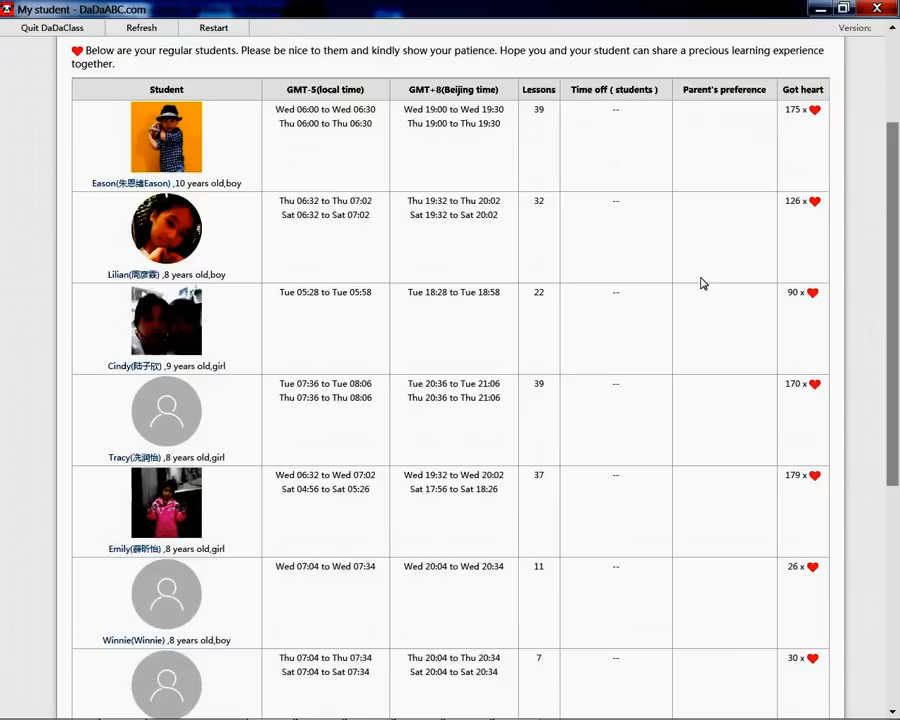 My student - DaDaABC.com
Quit DaDaClass Refresh Restart Version:
Below are your regular students. Please be nice to them and kindly show your patience. Hope you and your student can share a precious learning experience
together.
Student GMT-5(local time) GMT+8(Beijing time) Lessons Time off ( students ) Parent's preference Got heart
Wed 06:00 to Wed 06:30 Wed 19:00 to Wed 19:30 39 -- 175 x
Thu 06:00 to Thu 06:30 Thu 19:00 to Thu 19:30
Eason(朱恩绪Eason) ,10 years old,boy
Thu 06:32 to Thu 07:02 Thu 19:32 to Thu 20:02 32 -- 126 x
Sat 06:32 to Sat 07:02 Sat 19:32 to Sat 20:02
Lilian(周彦霖) ,8 years old,boy
Tue 05:28 to Tue 05:58 Tue 18:28 to Tue 18:58 22 -- 90 x
Cindy(陆子欣) ,9 years old,girl
Tue 07:36 to Tue 08:06 Tue 20:36 to Tue 21:06 39 -- 170 x
Thu 07:36 to Thu 08:06 Thu 20:36 to Thu 21:06
Tracy(冼润怡) ,8 years old,girl
Wed 06:32 to Wed 07:02 Wed 19:32 to Wed 20:02 37 -- 179 x
Sat 04:56 to Sat 05:26 Sat 17:56 to Sat 18:26
Emily(薛昕怡) ,8 years old,girl
Wed 07:04 to Wed 07:34 Wed 20:04 to Wed 20:34 11 -- 26 x
Winnie(Winnie) ,8 years old,boy
Thu 07:04 to Thu 07:34 Thu 20:04 to Thu 20:34 7 -- 30 x
Sat 07:04 to Sat 07:34 Sat 20:04 to Sat 20:34